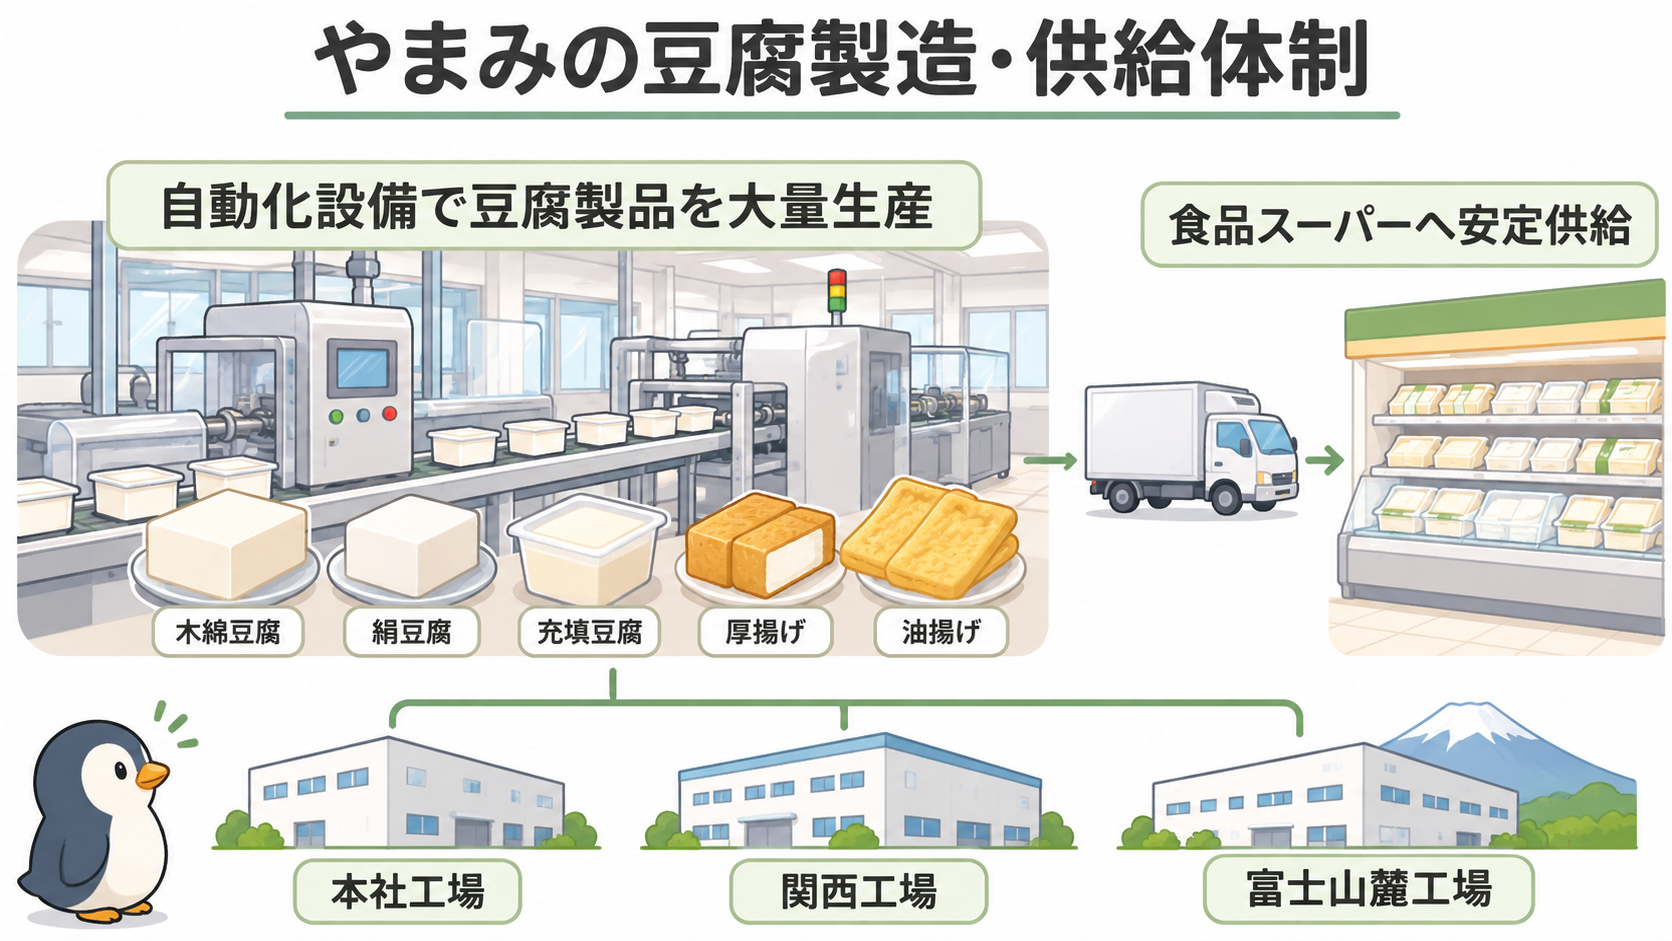 やまみの豆腐製造・供給体制
自動化設備で豆腐製品を大量生産
食品スーパーへ安定供給
木綿豆腐
絹豆腐
充填豆腐
厚揚げ
油揚げ
本社工場
関西工場
富士山麓工場